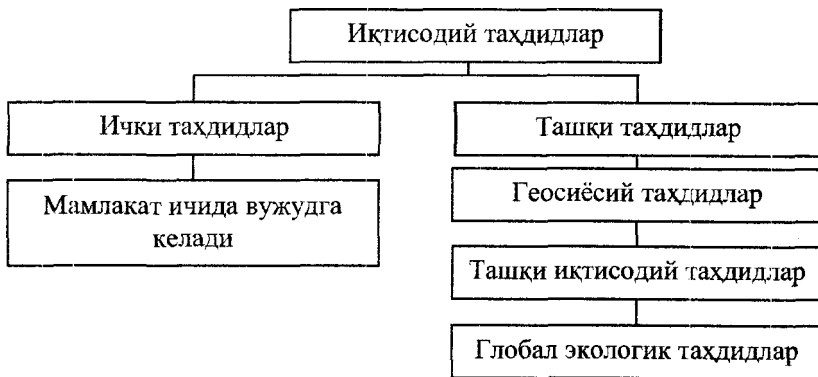 Иқтисодий таҳдидлар
Ички таҳдидлар
Мамлакат ичида вужудга
келади
Ташқи таҳдидлар
Геосиёсий таҳдидлар
Ташқи иқтисодий таҳдидлар
Глобал экологик таҳдидлар